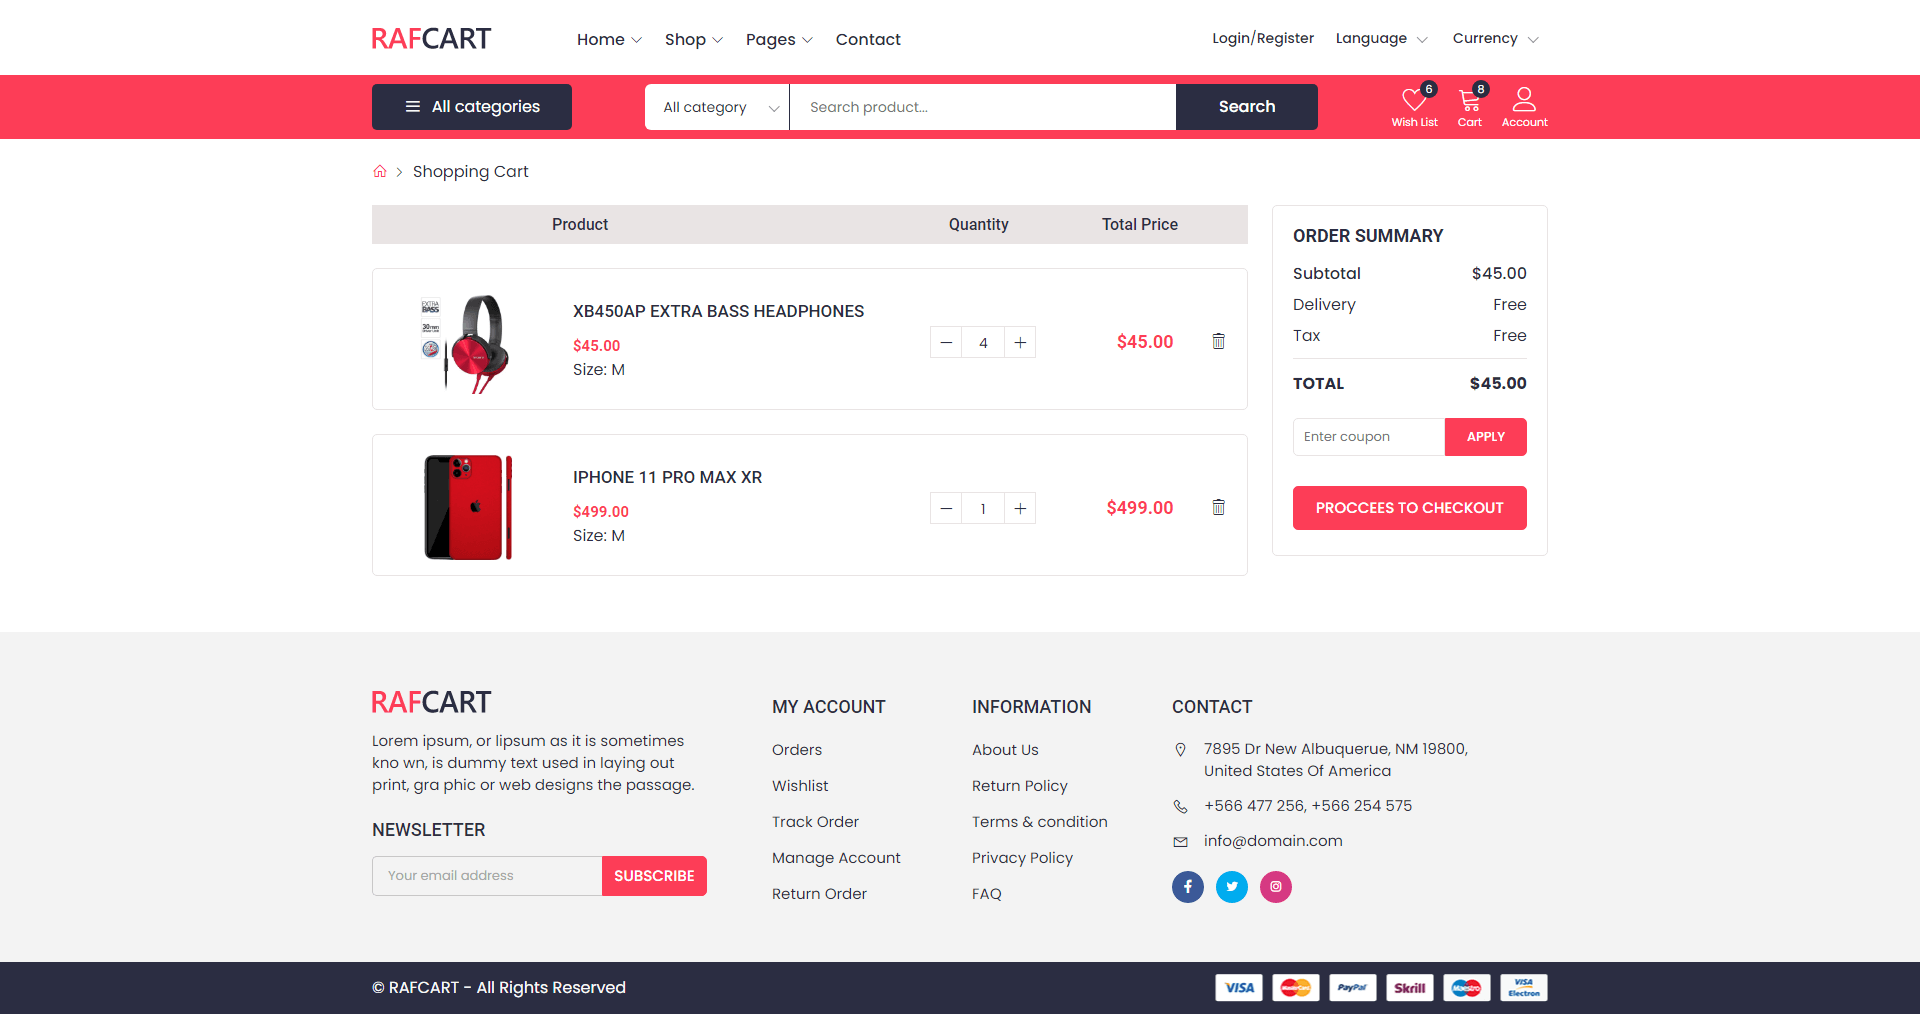 RAFCART
Home Shop Pages Contact
Login/Register Language Currency
All categories
All category Search product... Search
6 8
Wish List Cart Account
Shopping Cart
Product Quantity Total Price
EXTRA
BASS
30mm
XB450AP EXTRA BASS HEADPHONES
$45.00
Size: M
4
$45.00
IPHONE 11 PRO MAX XR
$499.00
Size: M
1
$499.00
ORDER SUMMARY
Subtotal $45.00
Delivery Free
Tax Free
TOTAL $45.00
Enter coupon APPLY
PROCCEES TO CHECKOUT
RAFCART
Lorem ipsum, or lipsum as it is sometimes
kno wn, is dummy text used in laying out
print, gra phic or web designs the passage.
NEWSLETTER
Your email address SUBSCRIBE
MY ACCOUNT
Orders
Wishlist
Track Order
Manage Account
Return Order
INFORMATION
About Us
Return Policy
Terms & condition
Privacy Policy
FAQ
CONTACT
7895 Dr New Albuquerue, NM 19800,
United States Of America
+566 477 256, +566 254 575
info@domain.com
© RAFCART - All Rights Reserved
VISA MasterCard PayPal Skrill Maestro VISA Electron